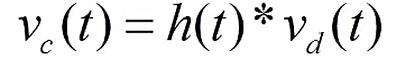 v_c(t) = h(t) * v_d(t)